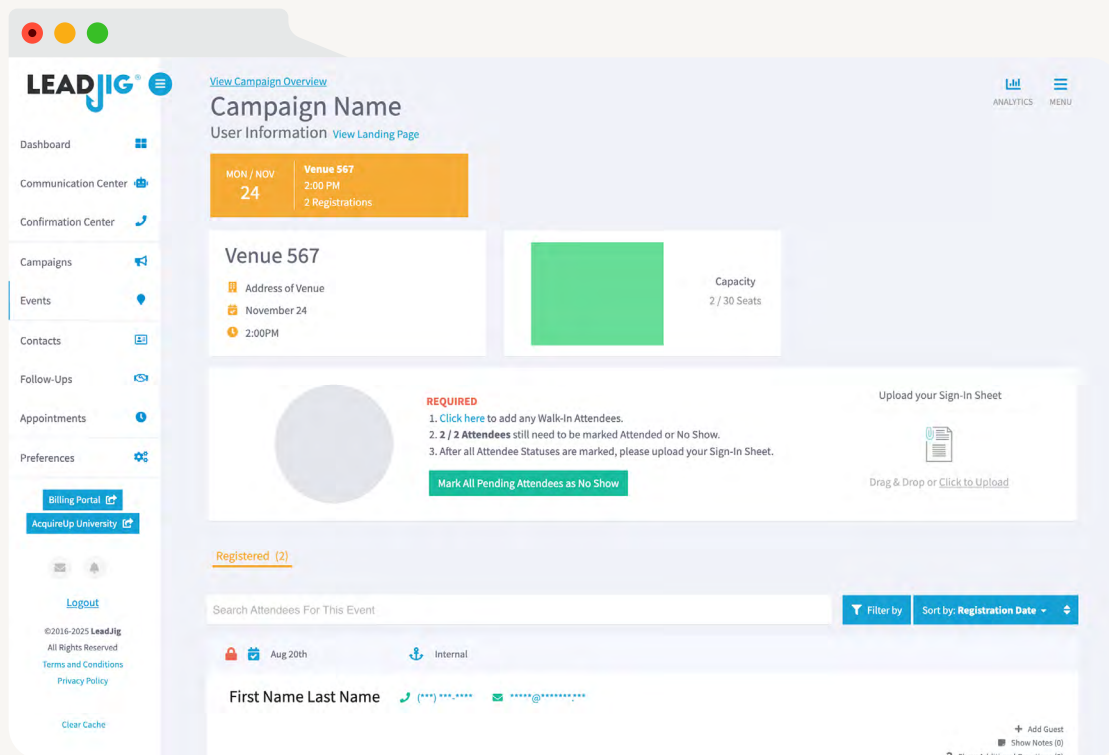 LEADJIG®
Dashboard
Communication Center
Confirmation Center
Campaigns
Events
Contacts
Follow-Ups
Appointments
Preferences
Billing Portal
AcquireUp University
Logout
©2016-2025 LeadJig
All Rights Reserved
Terms and Conditions
Privacy Policy
Clear Cache
View Campaign Overview
Campaign Name
User Information View Landing Page
ANALYTICS
MENU
MON / NOV
24
Venue 567
2:00 PM
2 Registrations
Venue 567
Address of Venue
November 24
2:00PM
Capacity
2 / 30 Seats
REQUIRED
1. Click here to add any Walk-In Attendees.
2. 2 / 2 Attendees still need to be marked Attended or No Show.
3. After all Attendee Statuses are marked, please upload your Sign-In Sheet.
Mark All Pending Attendees as No Show
Upload your Sign-In Sheet
Drag & Drop or Click to Upload
Registered (2)
Search Attendees For This Event
Filter by
Sort by: Registration Date
Aug 20th
Internal
First Name Last Name (***) ***-**** *****@*******.***
Add Guest
Show Notes (0)